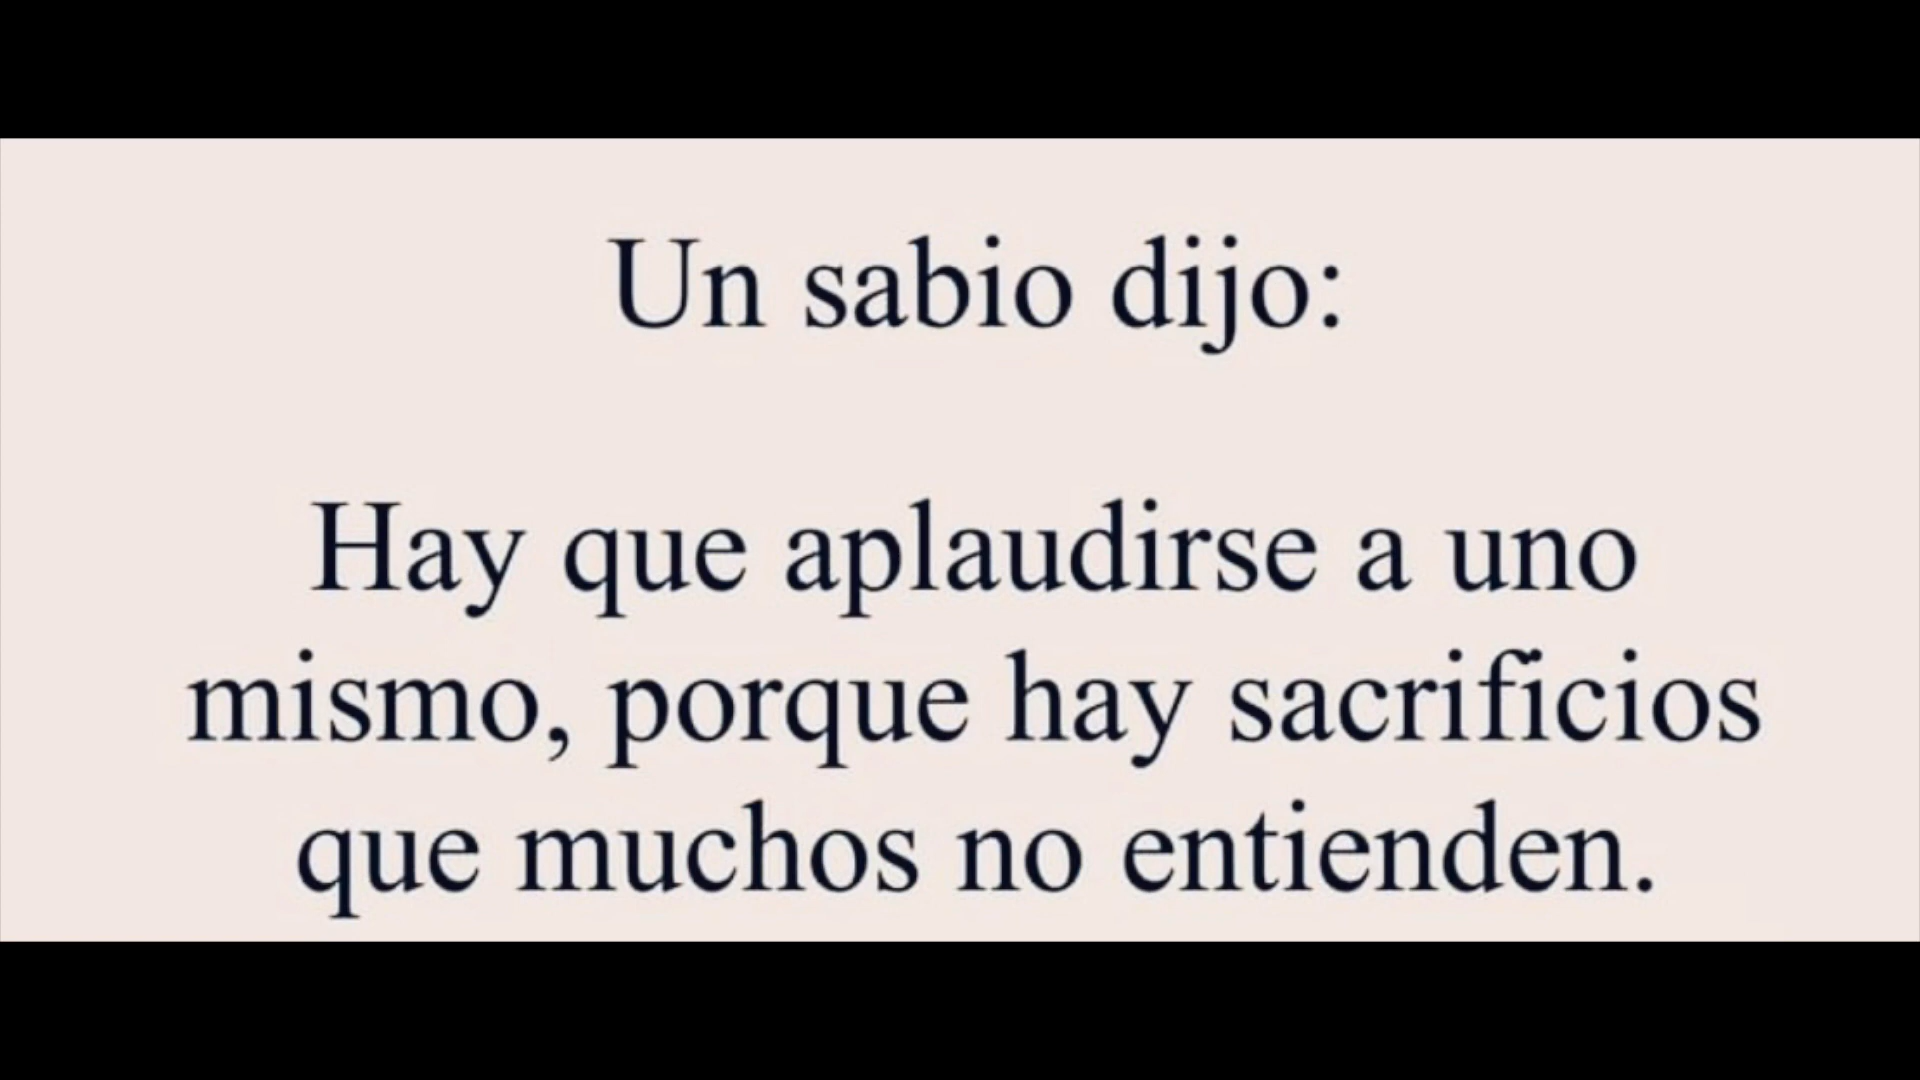 Un sabio dijo:
Hay que aplaudirse a uno
mismo, porque hay sacrificios
que muchos no entienden.